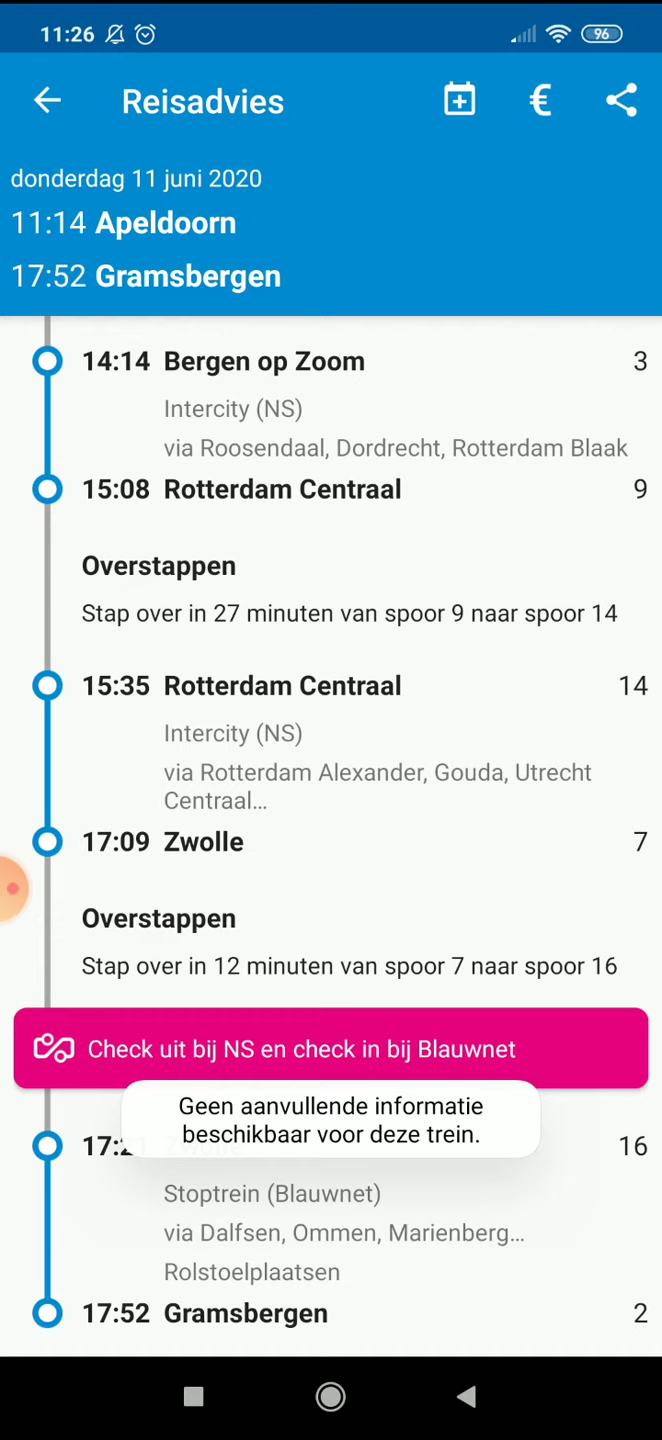 11:26
96
Reisadvies
€
donderdag 11 juni 2020
11:14 Apeldoorn
17:52 Gramsbergen
14:14 Bergen op Zoom 3
Intercity (NS)
via Roosendaal, Dordrecht, Rotterdam Blaak
15:08 Rotterdam Centraal 9
Overstappen
Stap over in 27 minuten van spoor 9 naar spoor 14
15:35 Rotterdam Centraal 14
Intercity (NS)
via Rotterdam Alexander, Gouda, Utrecht
Centraal...
17:09 Zwolle 7
Overstappen
Stap over in 12 minuten van spoor 7 naar spoor 16
Check uit bij NS en check in bij Blauwnet
Geen aanvullende informatie
beschikbaar voor deze trein.
17:21 Zwolle 16
Stoptrein (Blauwnet)
via Dalfsen, Ommen, Marienberg...
Rolstoelplaatsen
17:52 Gramsbergen 2